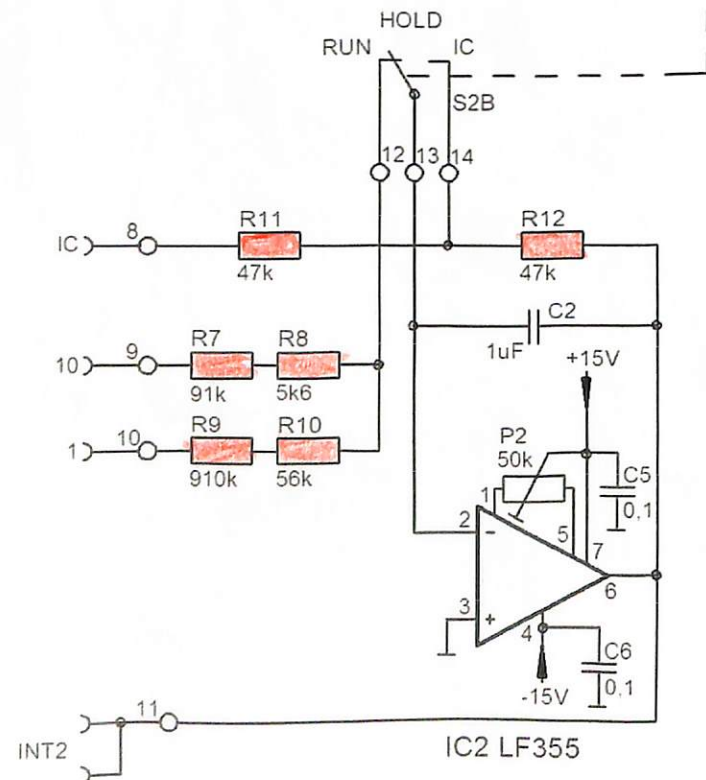 HOLD
RUN IC
S2B
12 13 14
IC 8 R11 R12
47k 47k
C2
1uF
10 9 R7 R8
91k 5k6
+15V
1 10 R9 R10
910k 56k
P2
50k
C5
0,1
1
2 - 5 7
6
3 + 4
C6
0,1
-15V
11
INT2
IC2 LF355